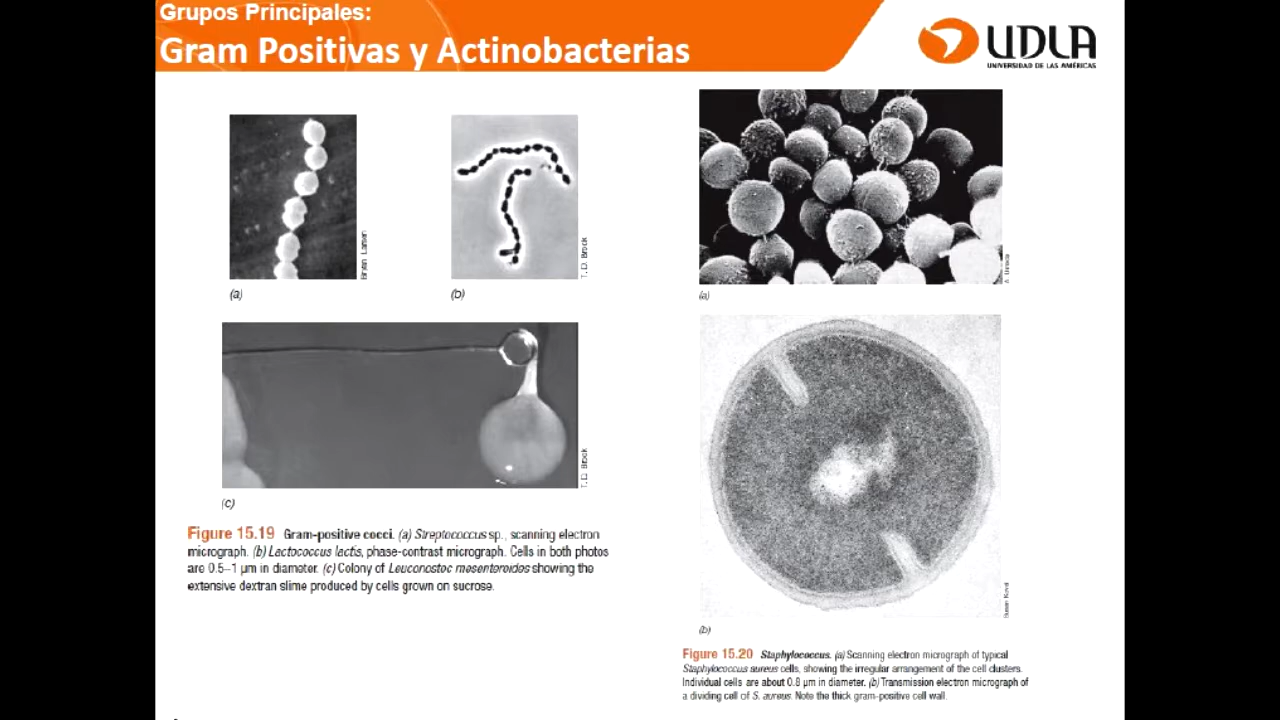 Grupos Principales:
Gram Positivas y Actinobacterias
UDLA
UNIVERSIDAD DE LAS AMÉRICAS
Bryan Larsen
(a)
T. D. Brock
(b)
T. D. Brock
(c)
Figure 15.19 Gram-positive cocci. (a) Streptococcus sp., scanning electron
micrograph. (b) Lactococcus lactis, phase-contrast micrograph. Cells in both photos
are 0.5–1 µm in diameter. (c) Colony of Leuconostoc mesenteroides showing the
extensive dextran slime produced by cells grown on sucrose.
(a)
(b)
Figure 15.20 Staphylococcus. (a) Scanning electron micrograph of typical
Staphylococcus aureus cells, showing the irregular arrangement of the cell clusters.
Individual cells are about 0.8 µm in diameter. (b) Transmission electron micrograph of
a dividing cell of S. aureus. Note the thick gram-positive cell wall.